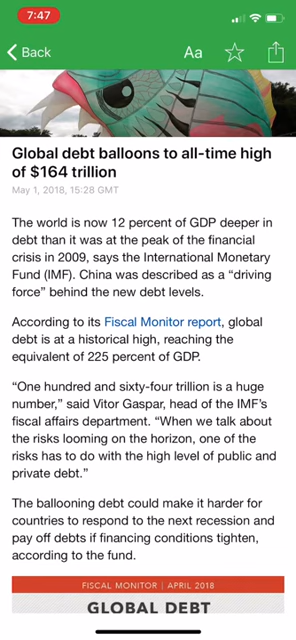 7:47
Back
Aa
Global debt balloons to all-time high
of $164 trillion
May 1, 2018, 15:28 GMT
The world is now 12 percent of GDP deeper in
debt than it was at the peak of the financial
crisis in 2009, says the International Monetary
Fund (IMF). China was described as a “driving
force” behind the new debt levels.
According to its Fiscal Monitor report, global
debt is at a historical high, reaching the
equivalent of 225 percent of GDP.
“One hundred and sixty-four trillion is a huge
number,” said Vitor Gaspar, head of the IMF’s
fiscal affairs department. “When we talk about
the risks looming on the horizon, one of the
risks has to do with the high level of public and
private debt.”
The ballooning debt could make it harder for
countries to respond to the next recession and
pay off debts if financing conditions tighten,
according to the fund.
FISCAL MONITOR | APRIL 2018
GLOBAL DEBT